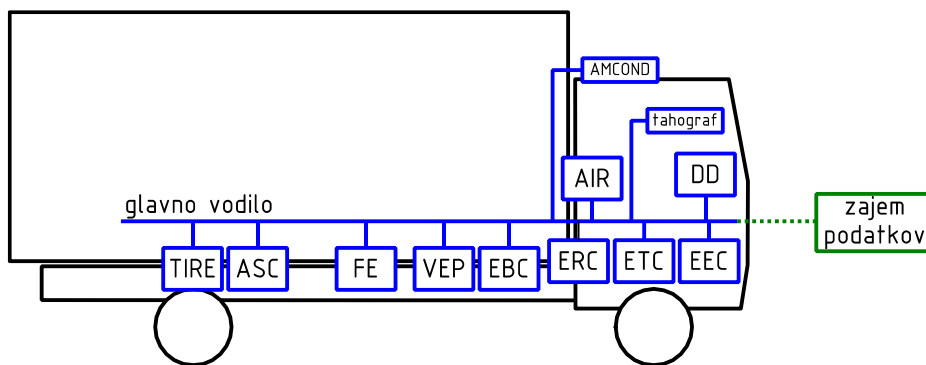 AMCOND
tahograf
AIR
DD
glavno vodilo
zajem
podatkov
TIRE
ASC
FE
VEP
EBC
ERC
ETC
EEC